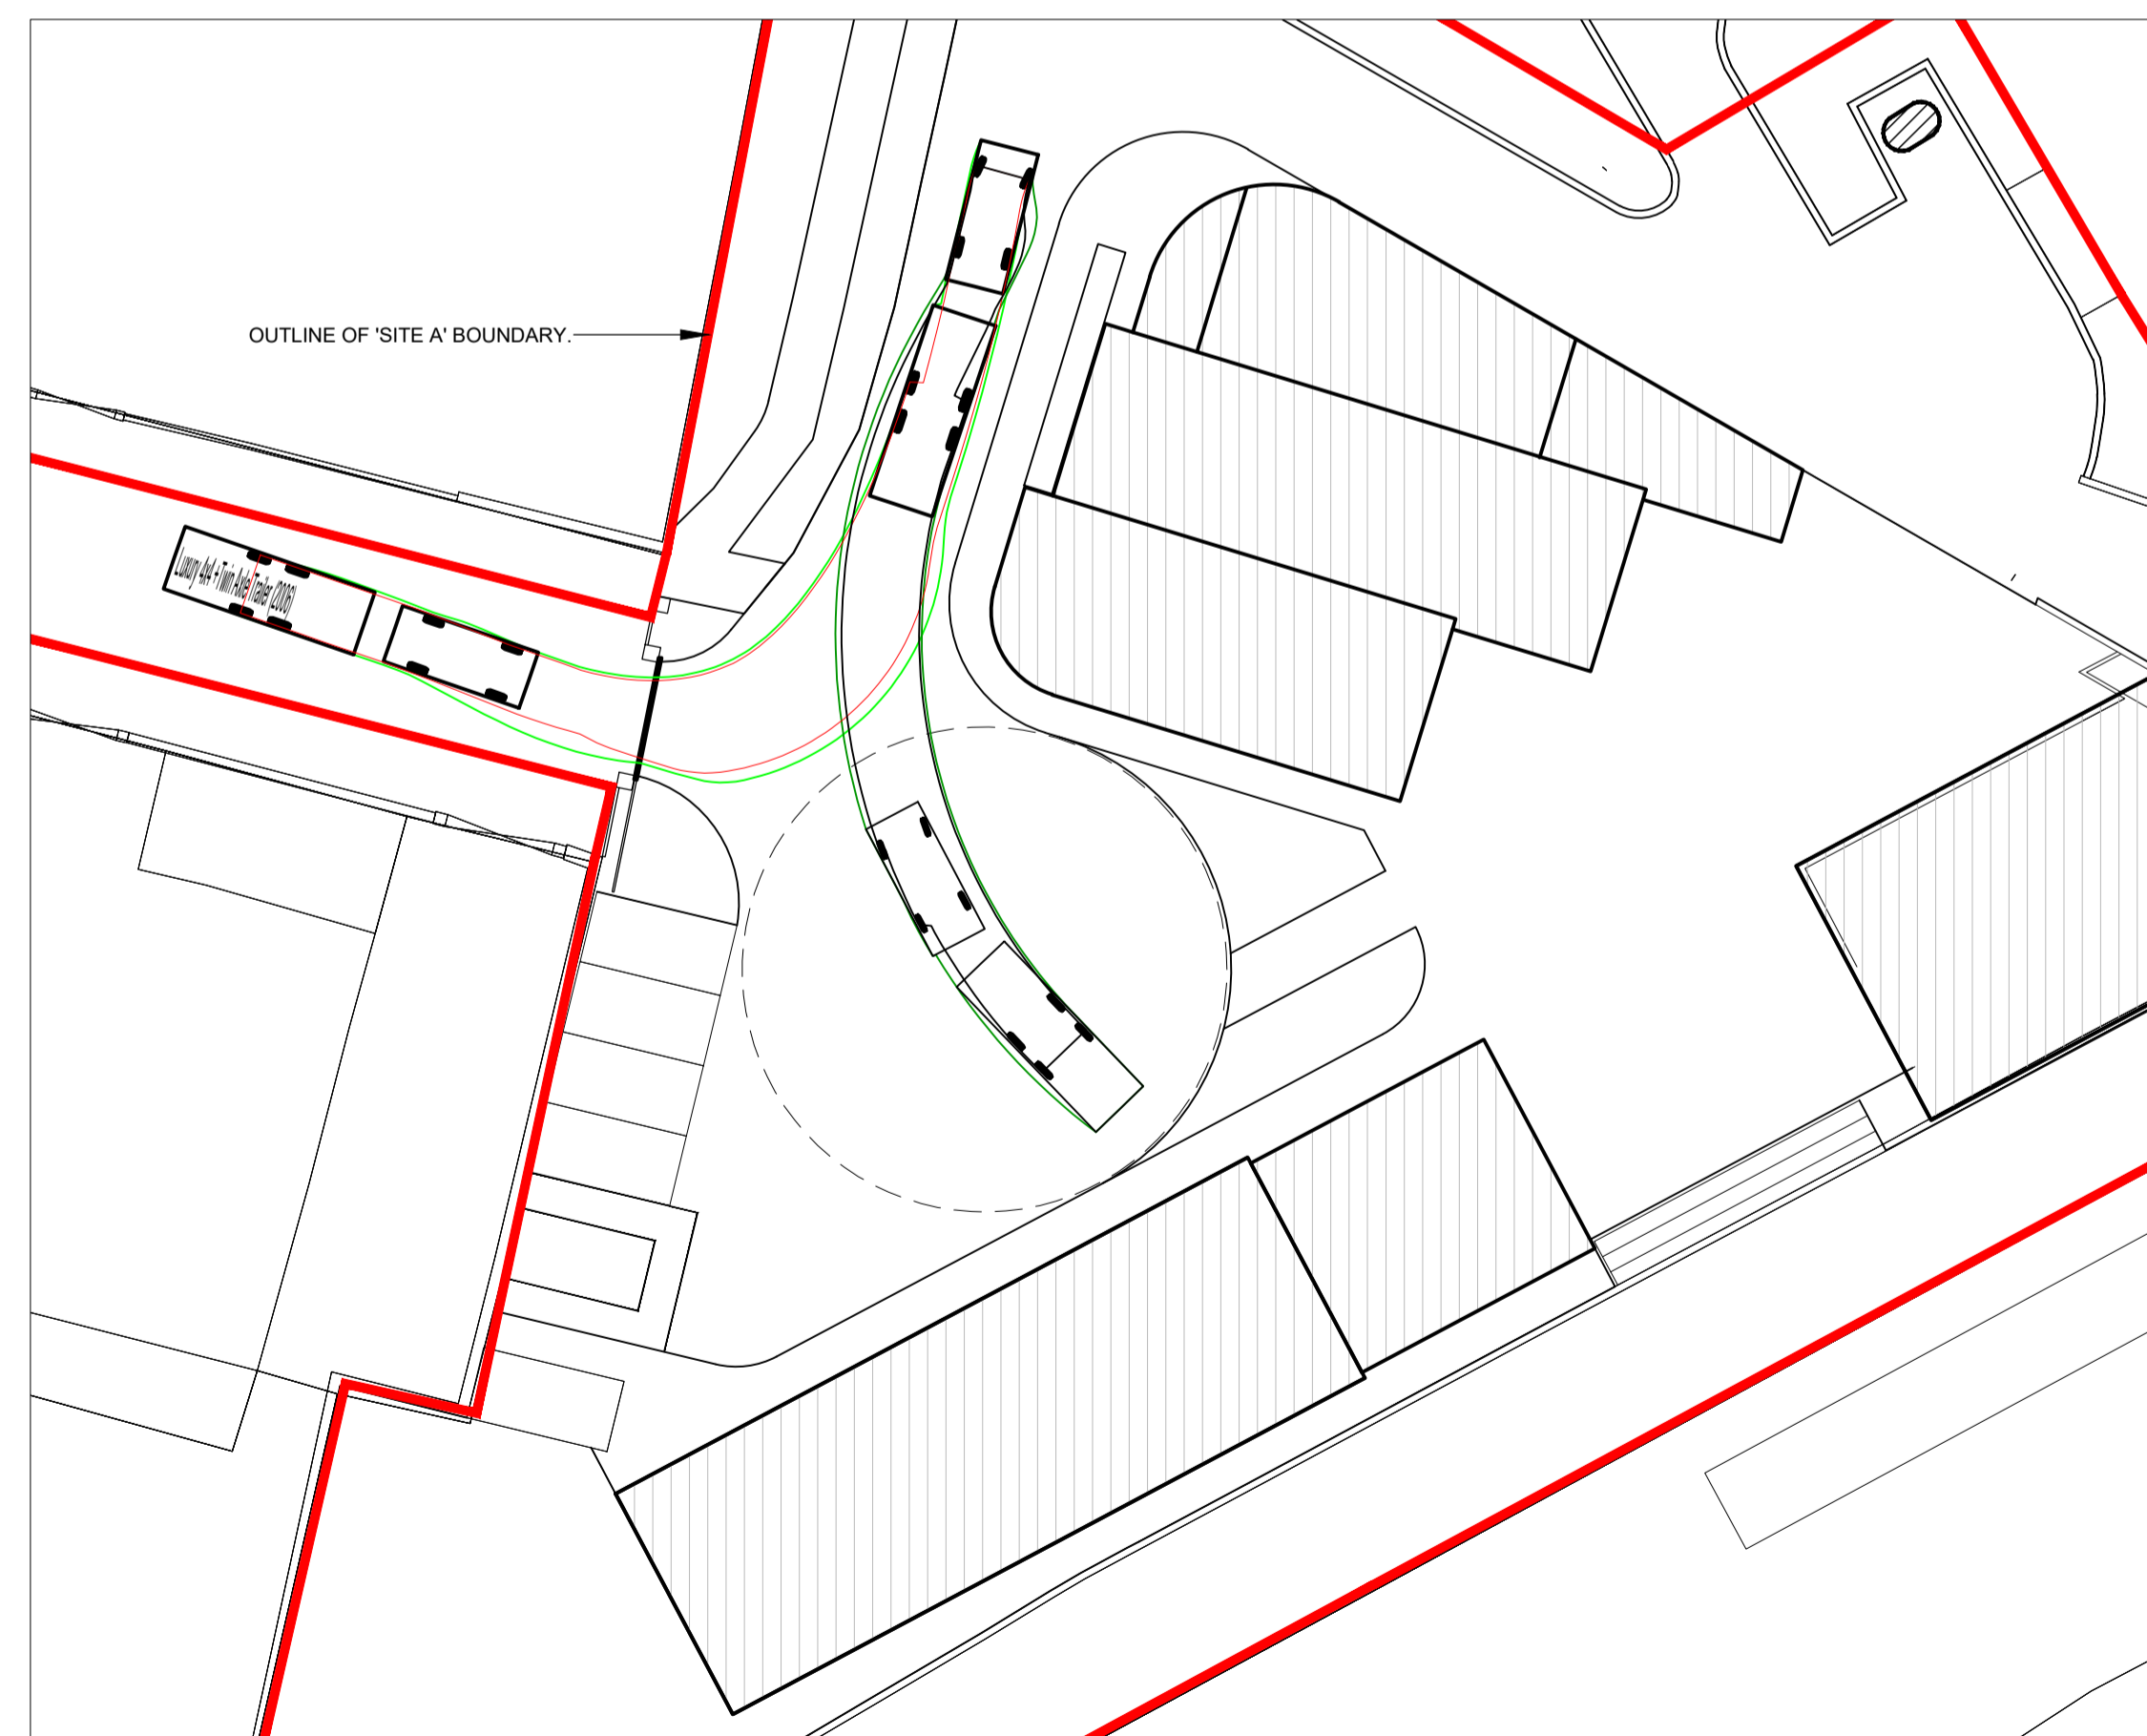 OUTLINE OF 'SITE A' BOUNDARY.
Luxury 4x4 + Twin Axle Trailer (2006)